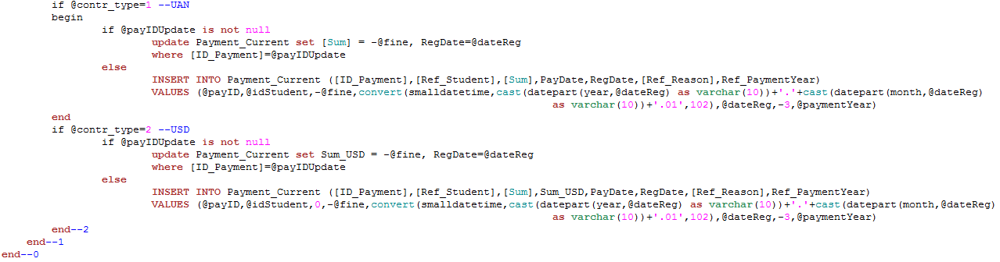 if @contr_type=1 --UAN
begin
if @payIDUpdate is not null
update Payment_Current set [Sum] = -@fine, RegDate=@dateReg
where [ID_Payment]=@payIDUpdate
else
INSERT INTO Payment_Current ([ID_Payment],[Ref_Student],[Sum],PayDate,RegDate,[Ref_Reason],Ref_PaymentYear)
VALUES (@payID,@idStudent,-@fine,convert(smalldatetime,cast(datepart(year,@dateReg) as varchar(10))+'.'+cast(datepart(month,@dateReg)
as varchar(10))+'.01',102),@dateReg,-3,@paymentYear)
end
if @contr_type=2 --USD
if @payIDUpdate is not null
update Payment_Current set Sum_USD = -@fine, RegDate=@dateReg
where [ID_Payment]=@payIDUpdate
else
INSERT INTO Payment_Current ([ID_Payment],[Ref_Student],[Sum],Sum_USD,PayDate,RegDate,[Ref_Reason],Ref_PaymentYear)
VALUES (@payID,@idStudent,0,-@fine,convert(smalldatetime,cast(datepart(year,@dateReg) as varchar(10))+'.'+cast(datepart(month,@dateReg)
as varchar(10))+'.01',102),@dateReg,-3,@paymentYear)
end--2
end--1
end--0